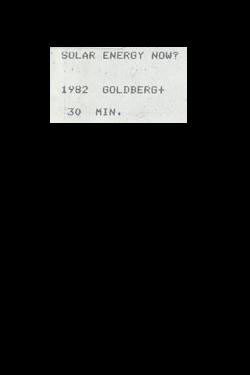 SOLAR ENERGY NOW?
1982 GOLDBERG+
30 MIN.